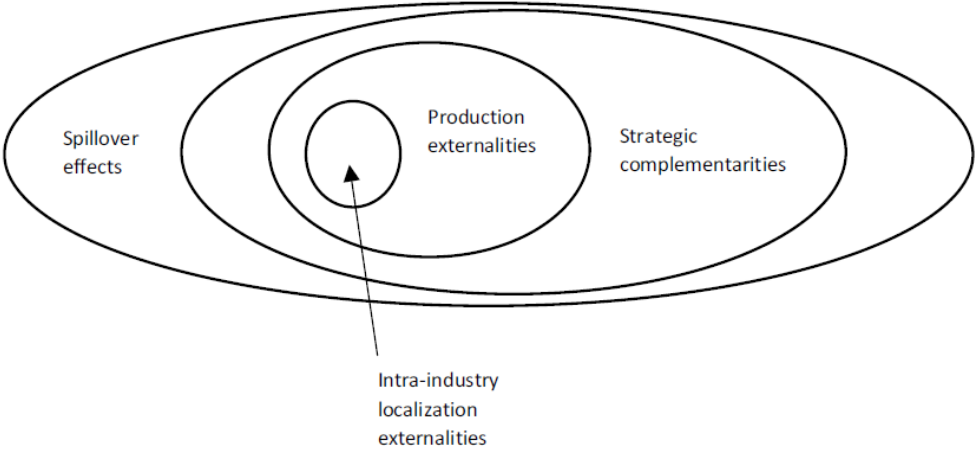 Spillover
effects
Production
externalities
Strategic
complementarities
Intra-industry
localization
externalities